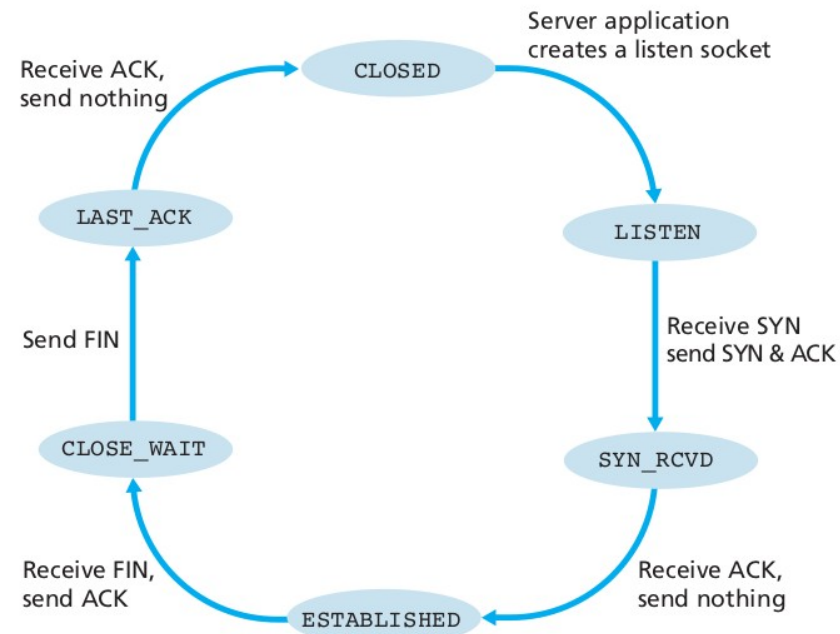 Server application
creates a listen socket
CLOSED
Receive ACK,
send nothing
LAST_ACK
LISTEN
Receive SYN
send SYN & ACK
Send FIN
CLOSE_WAIT
SYN_RCVD
Receive FIN,
send ACK
Receive ACK,
send nothing
ESTABLISHED